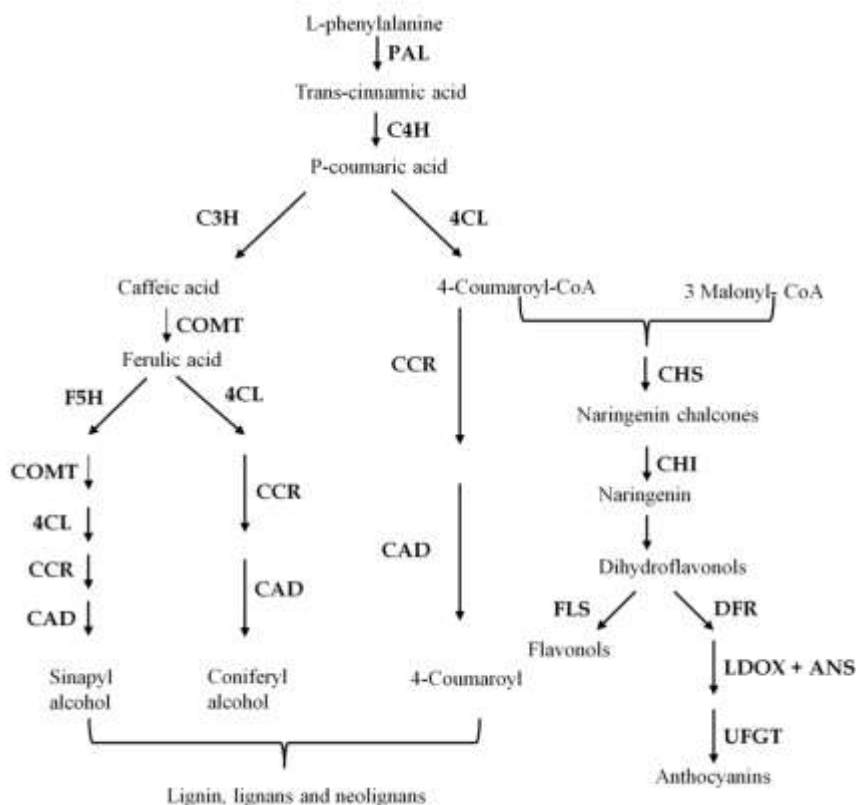 L-phenylalanine
PAL
Trans-cinnamic acid
C4H
P-coumaric acid
C3H
4CL
Caffeic acid
4-Coumaroyl-CoA
3 Malonyl- CoA
COMT
Ferulic acid
CCR
CHS
F5H
4CL
Naringenin chalcones
COMT
CCR
CHI
Naringenin
4CL
CAD
CCR
CAD
Dihydroflavonols
CAD
FLS
DFR
Flavonols
LDOX + ANS
Sinapyl
alcohol
Coniferyl
alcohol
4-Coumaroyl
UFGT
Anthocyanins
Lignin, lignans and neolignans